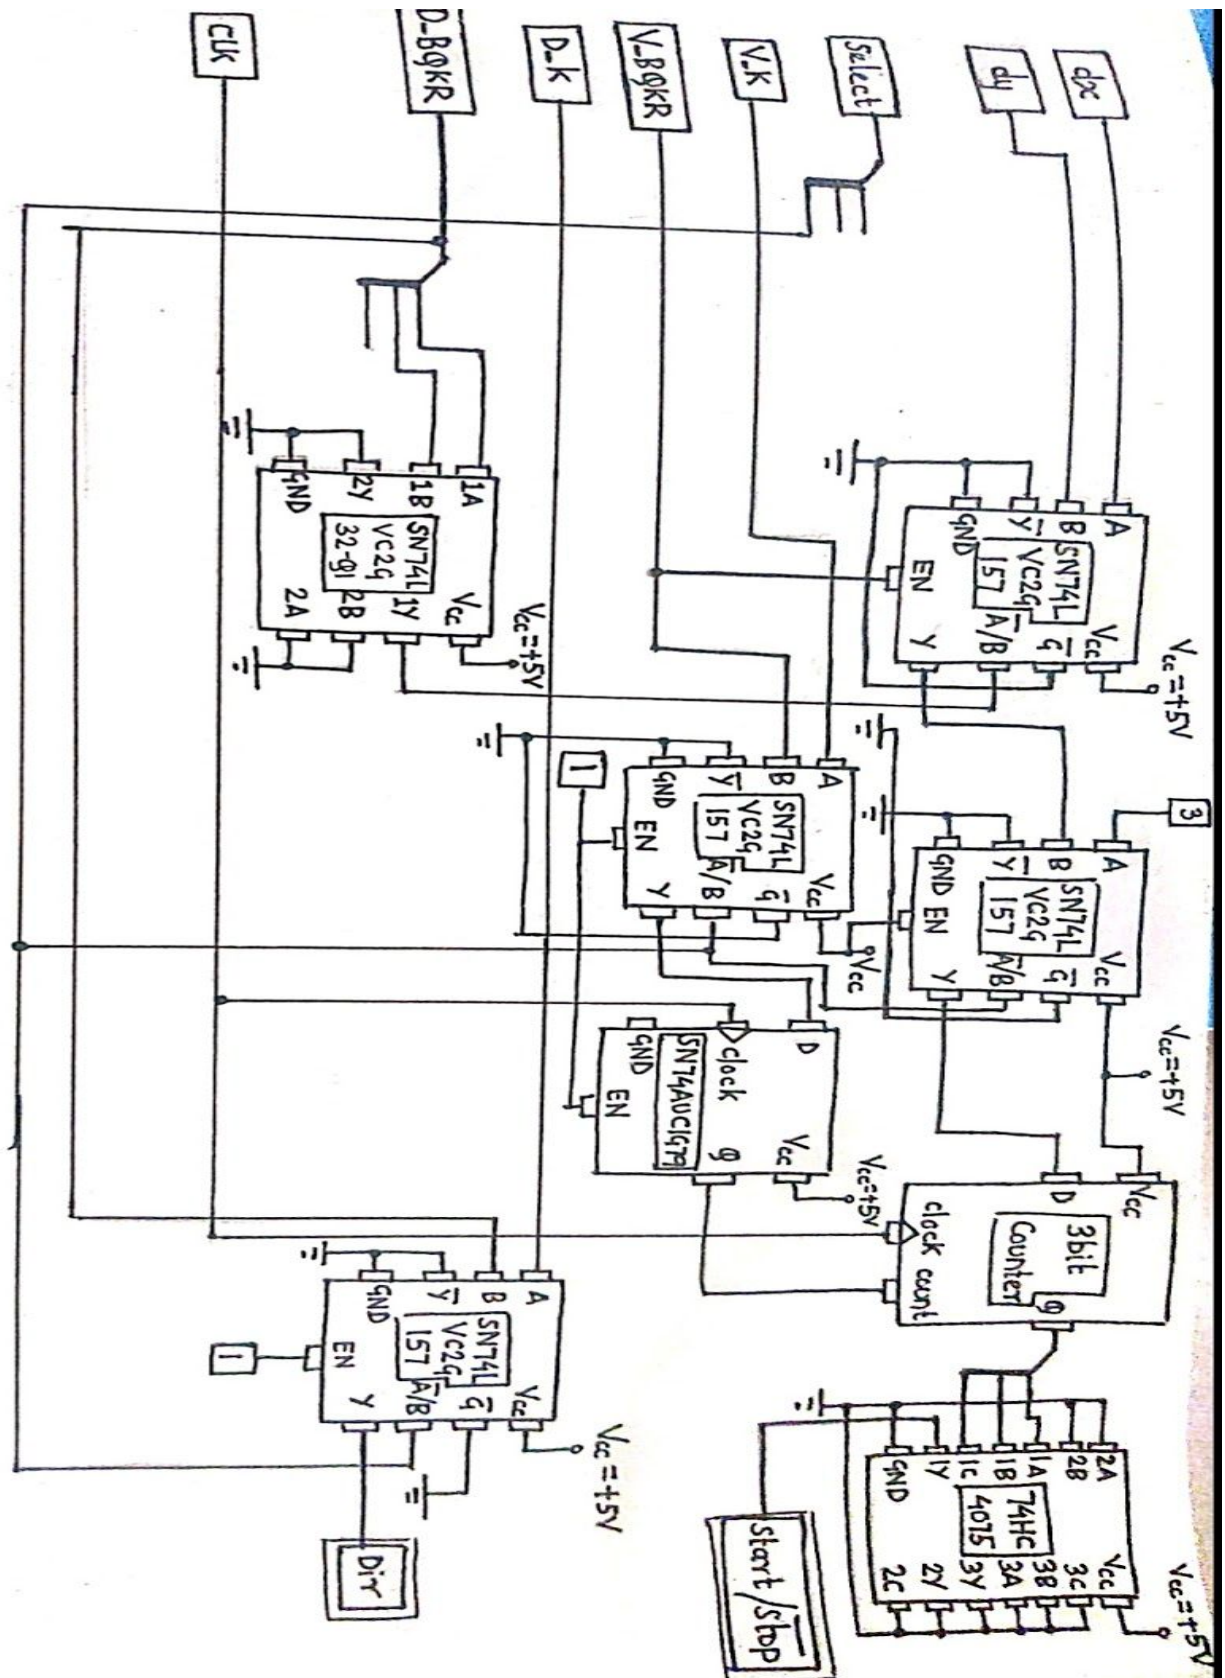 dx
dy
Select
V_K
V_BQKR
D_K
D_BQKR
CLK
A
B
Y̅
GND
SN74L
VC2G
157
EN
Vcc
G̅
A̅/B
Y
Vcc=+5V
1A
1B
2Y
GND
SN74L
VC2G
32-Q1
Vcc
1Y
2B
2A
Vcc=+5V
3
A
B
Y̅
GND
SN74L
VC2G
157
EN
Vcc
G̅
A̅/B
Y
Vcc=+5V
1
A
B
Y̅
GND
SN74L
VC2G
157
EN
Vcc
G̅
A̅/B
Y
Vcc
D
clock
GND
SN74AUC1G79
EN
Vcc
Q
Vcc=+5V
Vcc
D
3bit
Counter
clock
count
Q
A
B
Y̅
GND
SN74L
VC2G
157
EN
1
Vcc
G̅
A̅/B
Y
Vcc=+5V
Dir
2A
2B
1A
1B
1C
1Y
GND
74HC
4075
Vcc
3C
3B
3A
3Y
2Y
2C
Vcc=+5V
Start/S̅t̅o̅p̅